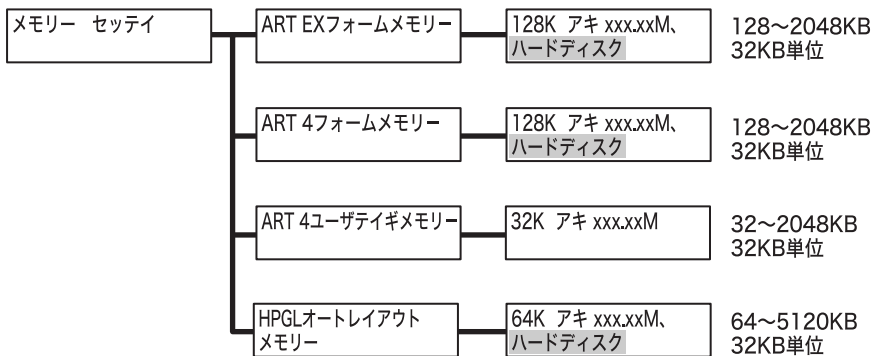 メモリー セッテイ
ART EXフォームメモリー
128K アキ xxx.xxM、
ハードディスク
128〜2048KB
32KB単位
ART 4フォームメモリー
128K アキ xxx.xxM、
ハードディスク
128〜2048KB
32KB単位
ART 4ユーザテイギメモリー
32K アキ xxx.xxM
32〜2048KB
32KB単位
HPGLオートレイアウト
メモリー
64K アキ xxx.xxM、
ハードディスク
64〜5120KB
32KB単位